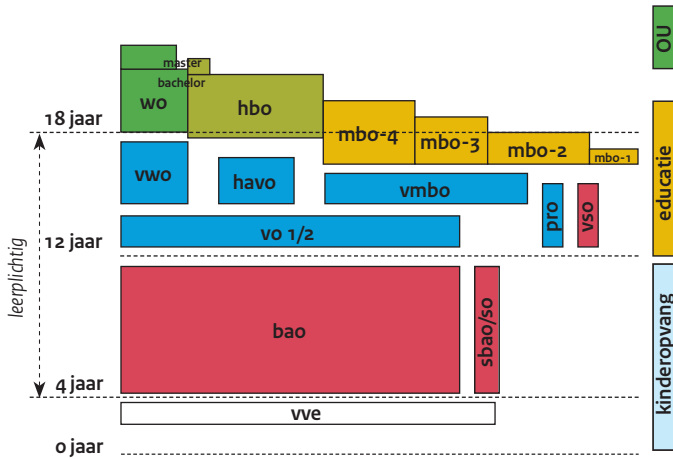 OU
master
bachelor
wo
hbo
18 jaar
mbo-4
mbo-3
mbo-2
mbo-1
educatie
vwo
havo
vmbo
pro
vso
vo 1/2
12 jaar
leerplichtig
bao
sbao/so
kinderopvang
4 jaar
vve
0 jaar